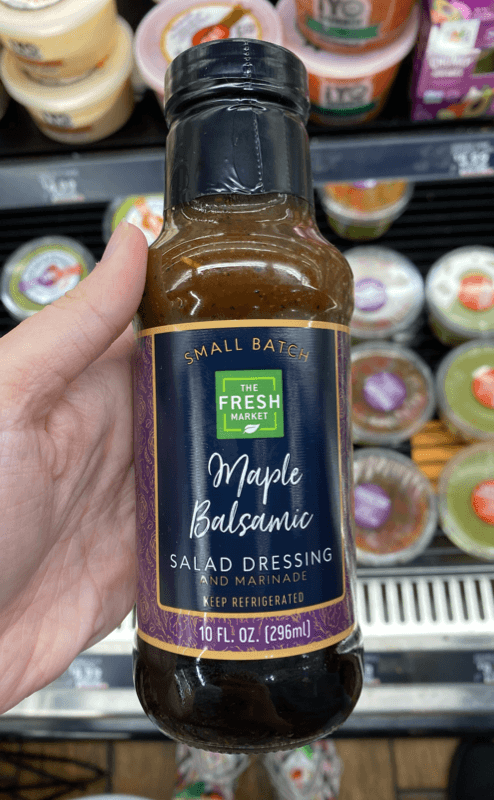 SMALL BATCH
THE
FRESH
MARKET
Maple
Balsamic
SALAD DRESSING
AND MARINADE
KEEP REFRIGERATED
10 FL. OZ. (296ml)